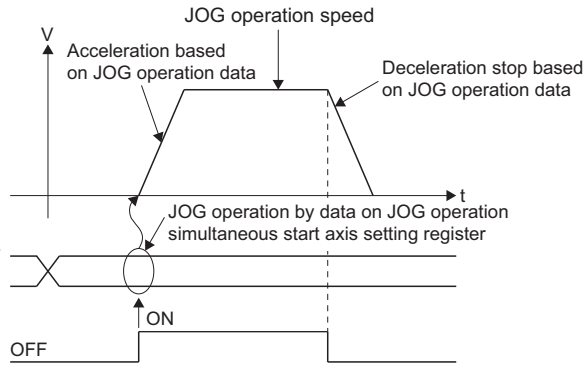 JOG operation speed
V
Acceleration based
on JOG operation data
Deceleration stop based
on JOG operation data
t
JOG operation by data on JOG operation
simultaneous start axis setting register
ON
OFF